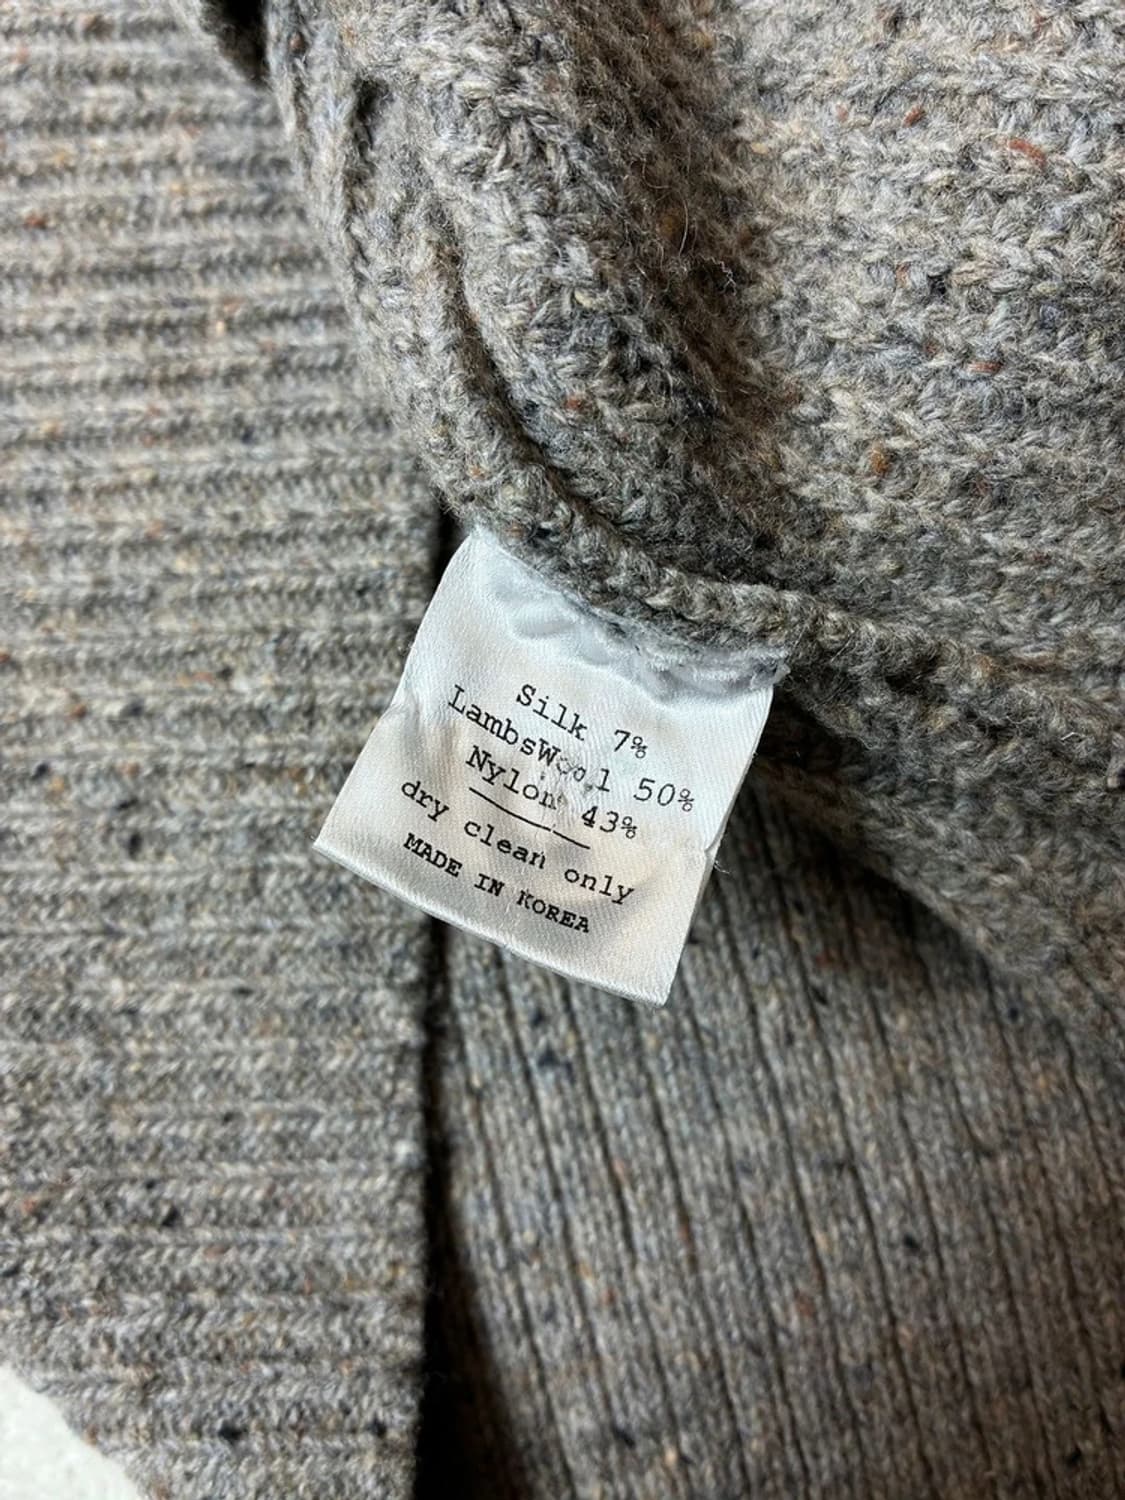 Silk 7%
LambsWool 50%
Nylon 43%
dry clean only
MADE IN KOREA